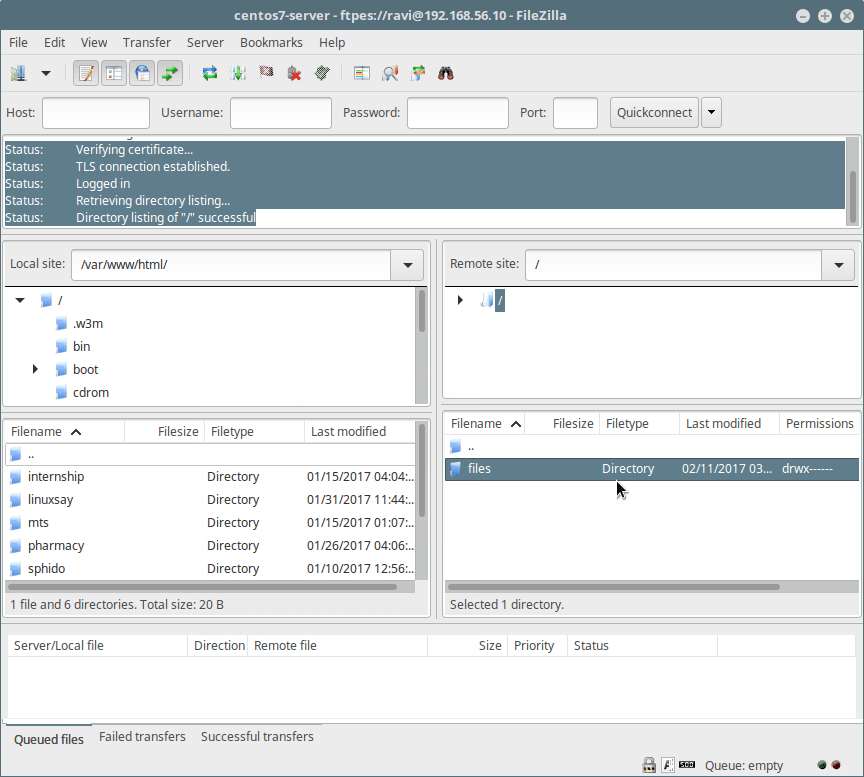 centos7-server - ftpes://ravi@192.168.56.10 - FileZilla
File Edit View Transfer Server Bookmarks Help
Host: Username: Password: Port: Quickconnect
Status: Verifying certificate...
Status: TLS connection established.
Status: Logged in
Status: Retrieving directory listing...
Status: Directory listing of "/" successful
Local site: /var/www/html/
/
.w3m
bin
boot
cdrom
Remote site: /
/
Filename Filesize Filetype Last modified
..
internship Directory 01/15/2017 04:04:..
linuxsay Directory 01/31/2017 11:44:..
mts Directory 01/15/2017 01:07:..
pharmacy Directory 01/26/2017 04:06:..
sphido Directory 01/10/2017 12:56:..
1 file and 6 directories. Total size: 20 B
Filename Filesize Filetype Last modified Permissions
..
files Directory 02/11/2017 03... drwx------
Selected 1 directory.
Server/Local file Direction Remote file Size Priority Status
Queued files Failed transfers Successful transfers
Queue: empty